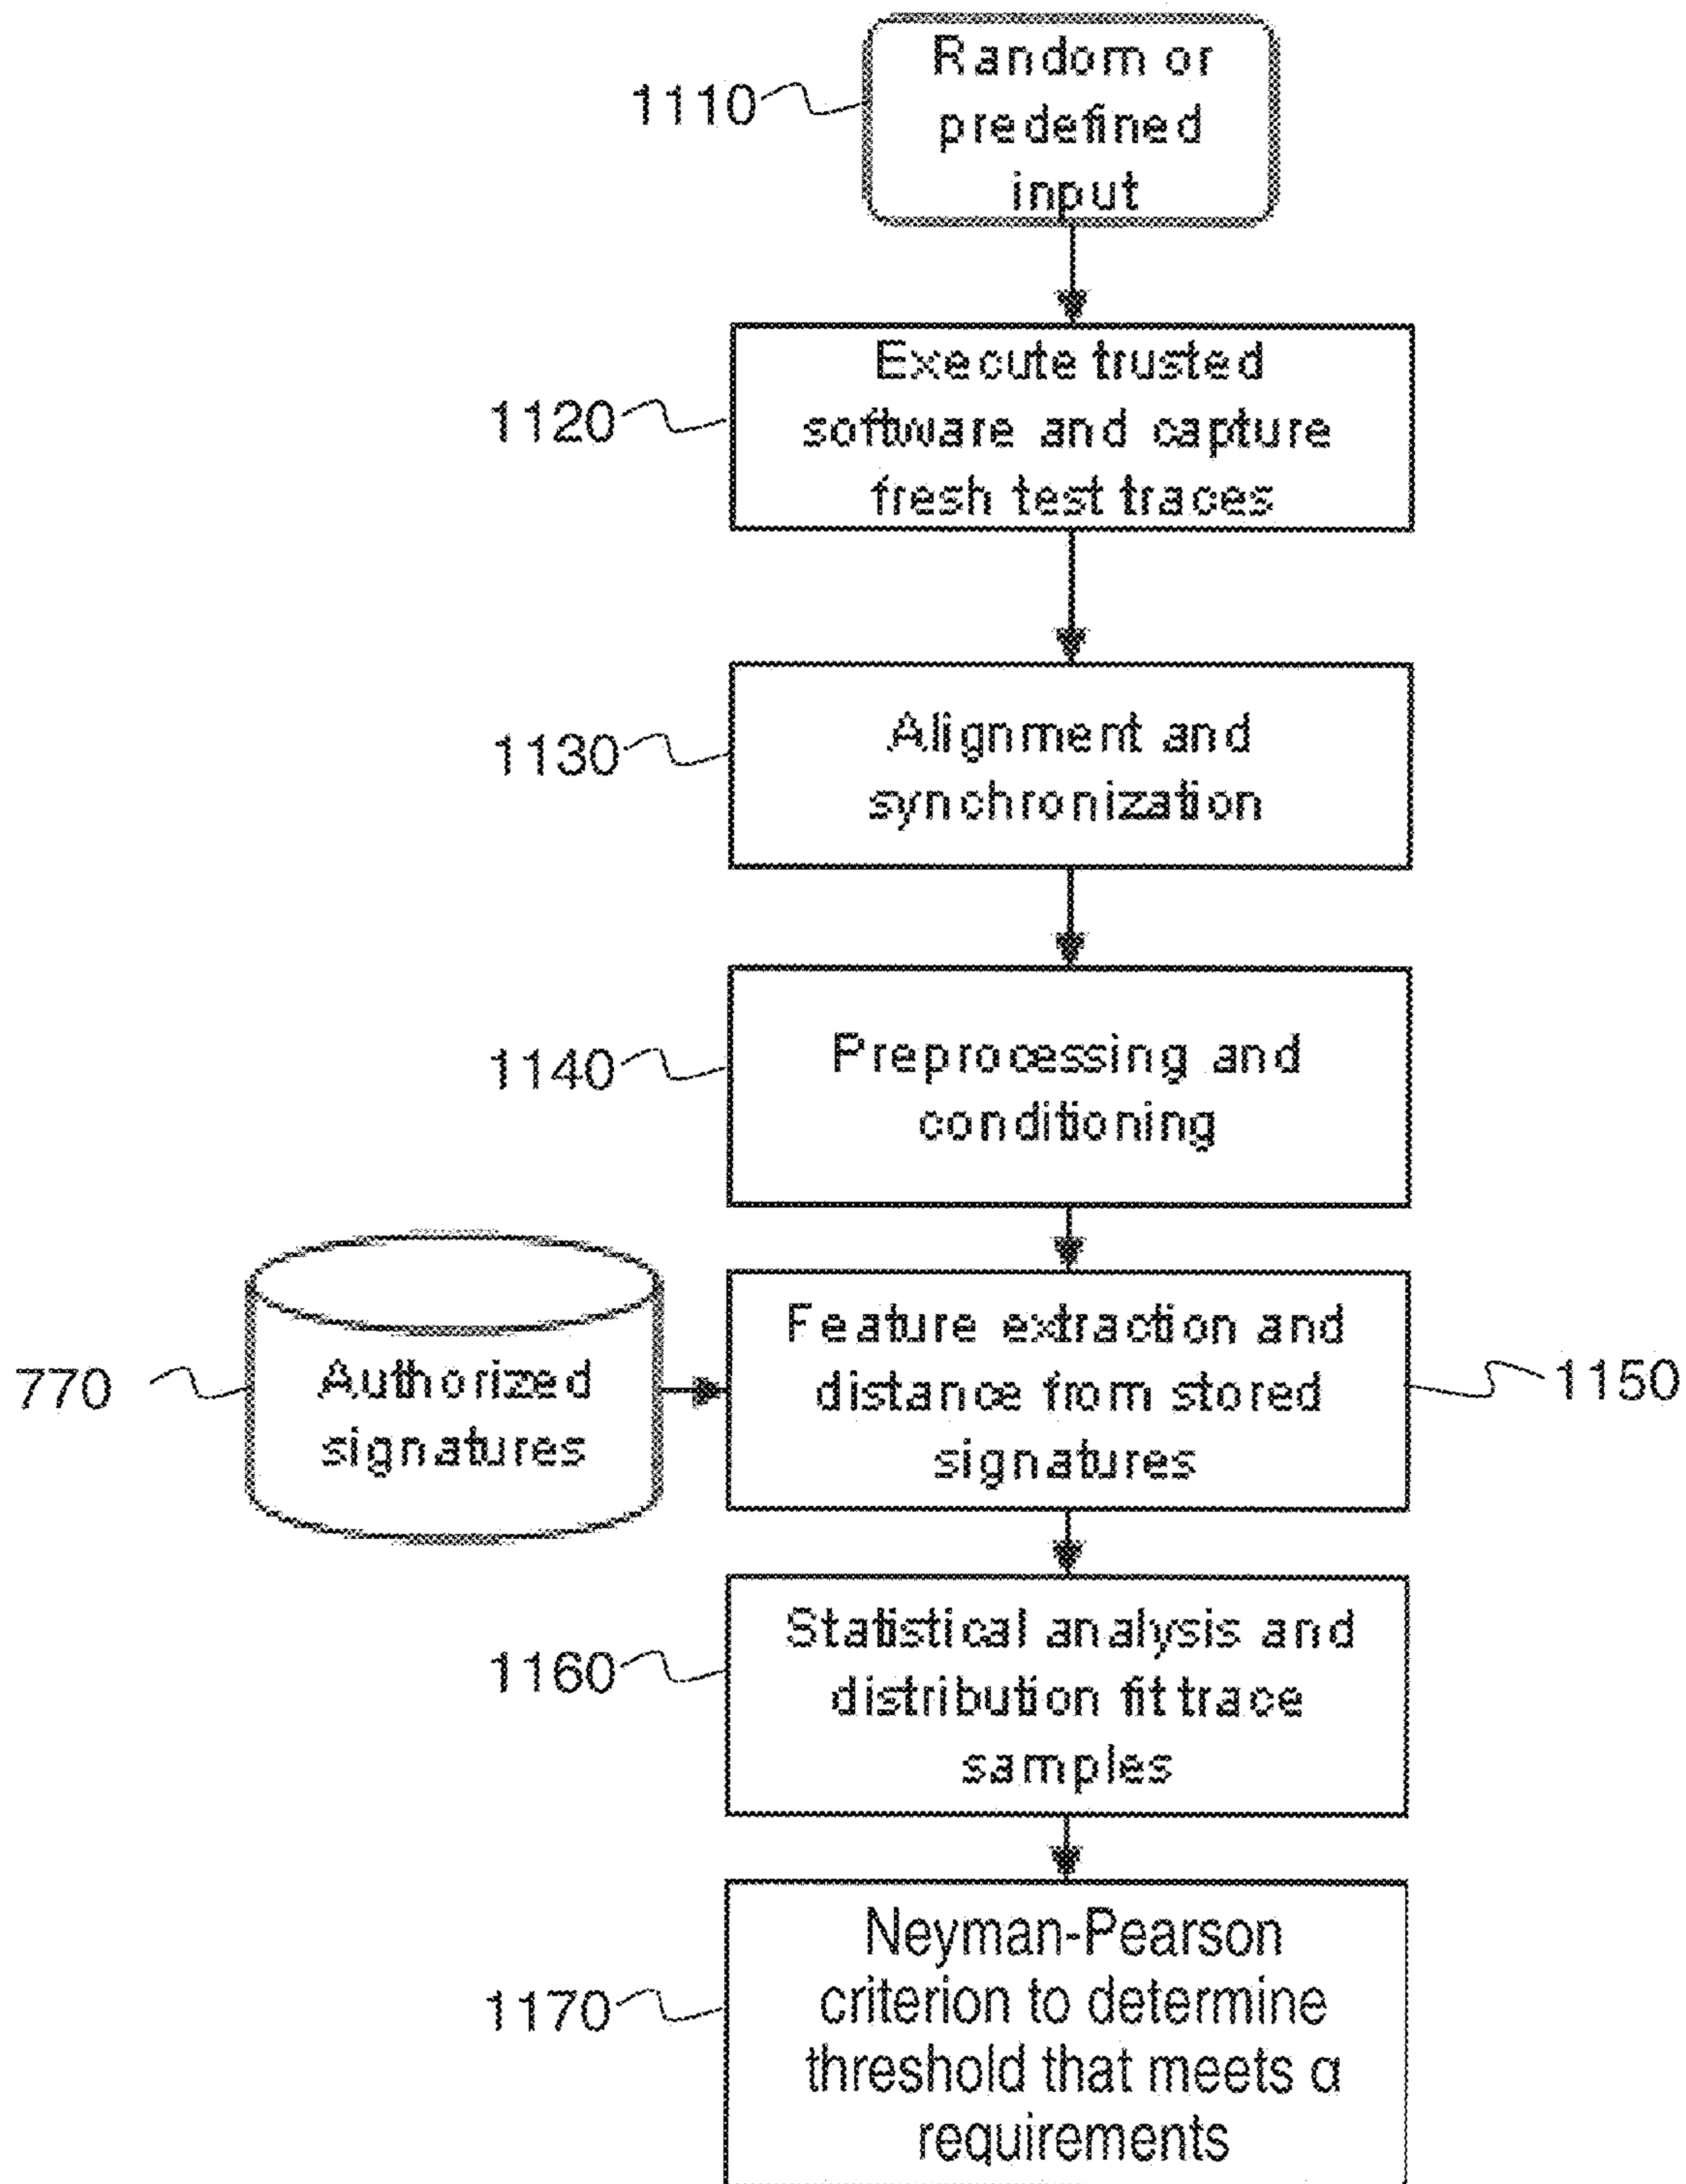 1110
Random or
predefined
input
1120
Execute trusted
software and capture
fresh test traces
1130
Alignment and
synchronization
1140
Preprocessing and
conditioning
770
Authorized
signatures
Feature extraction and
distance from stored
signatures
1150
1160
Statistical analysis and
distribution fit trace
samples
1170
Neyman-Pearson
criterion to determine
threshold that meets α
requirements